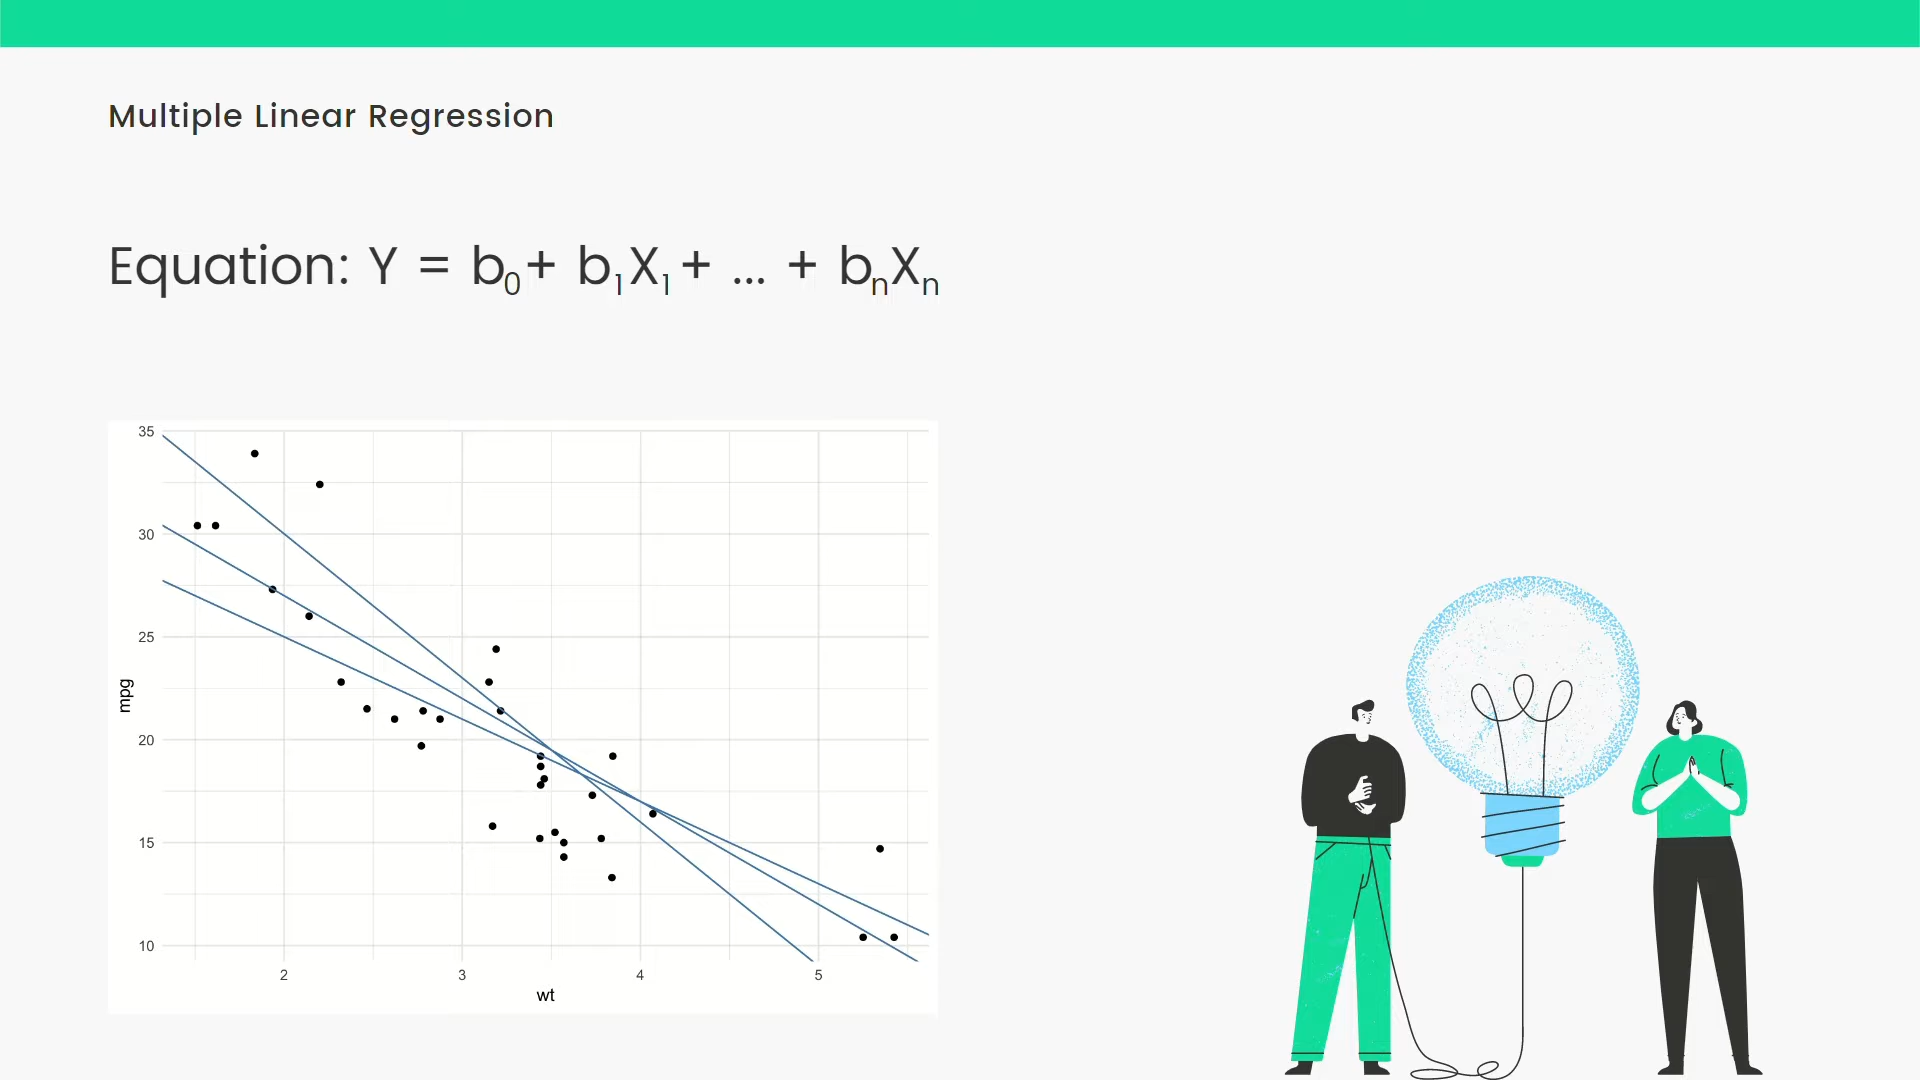 Multiple Linear Regression
Equation: Y = b₀+ b₁X₁+ ... + bₙXₙ
35
30
25
20
15
10
mpg
2 3 4 5
wt